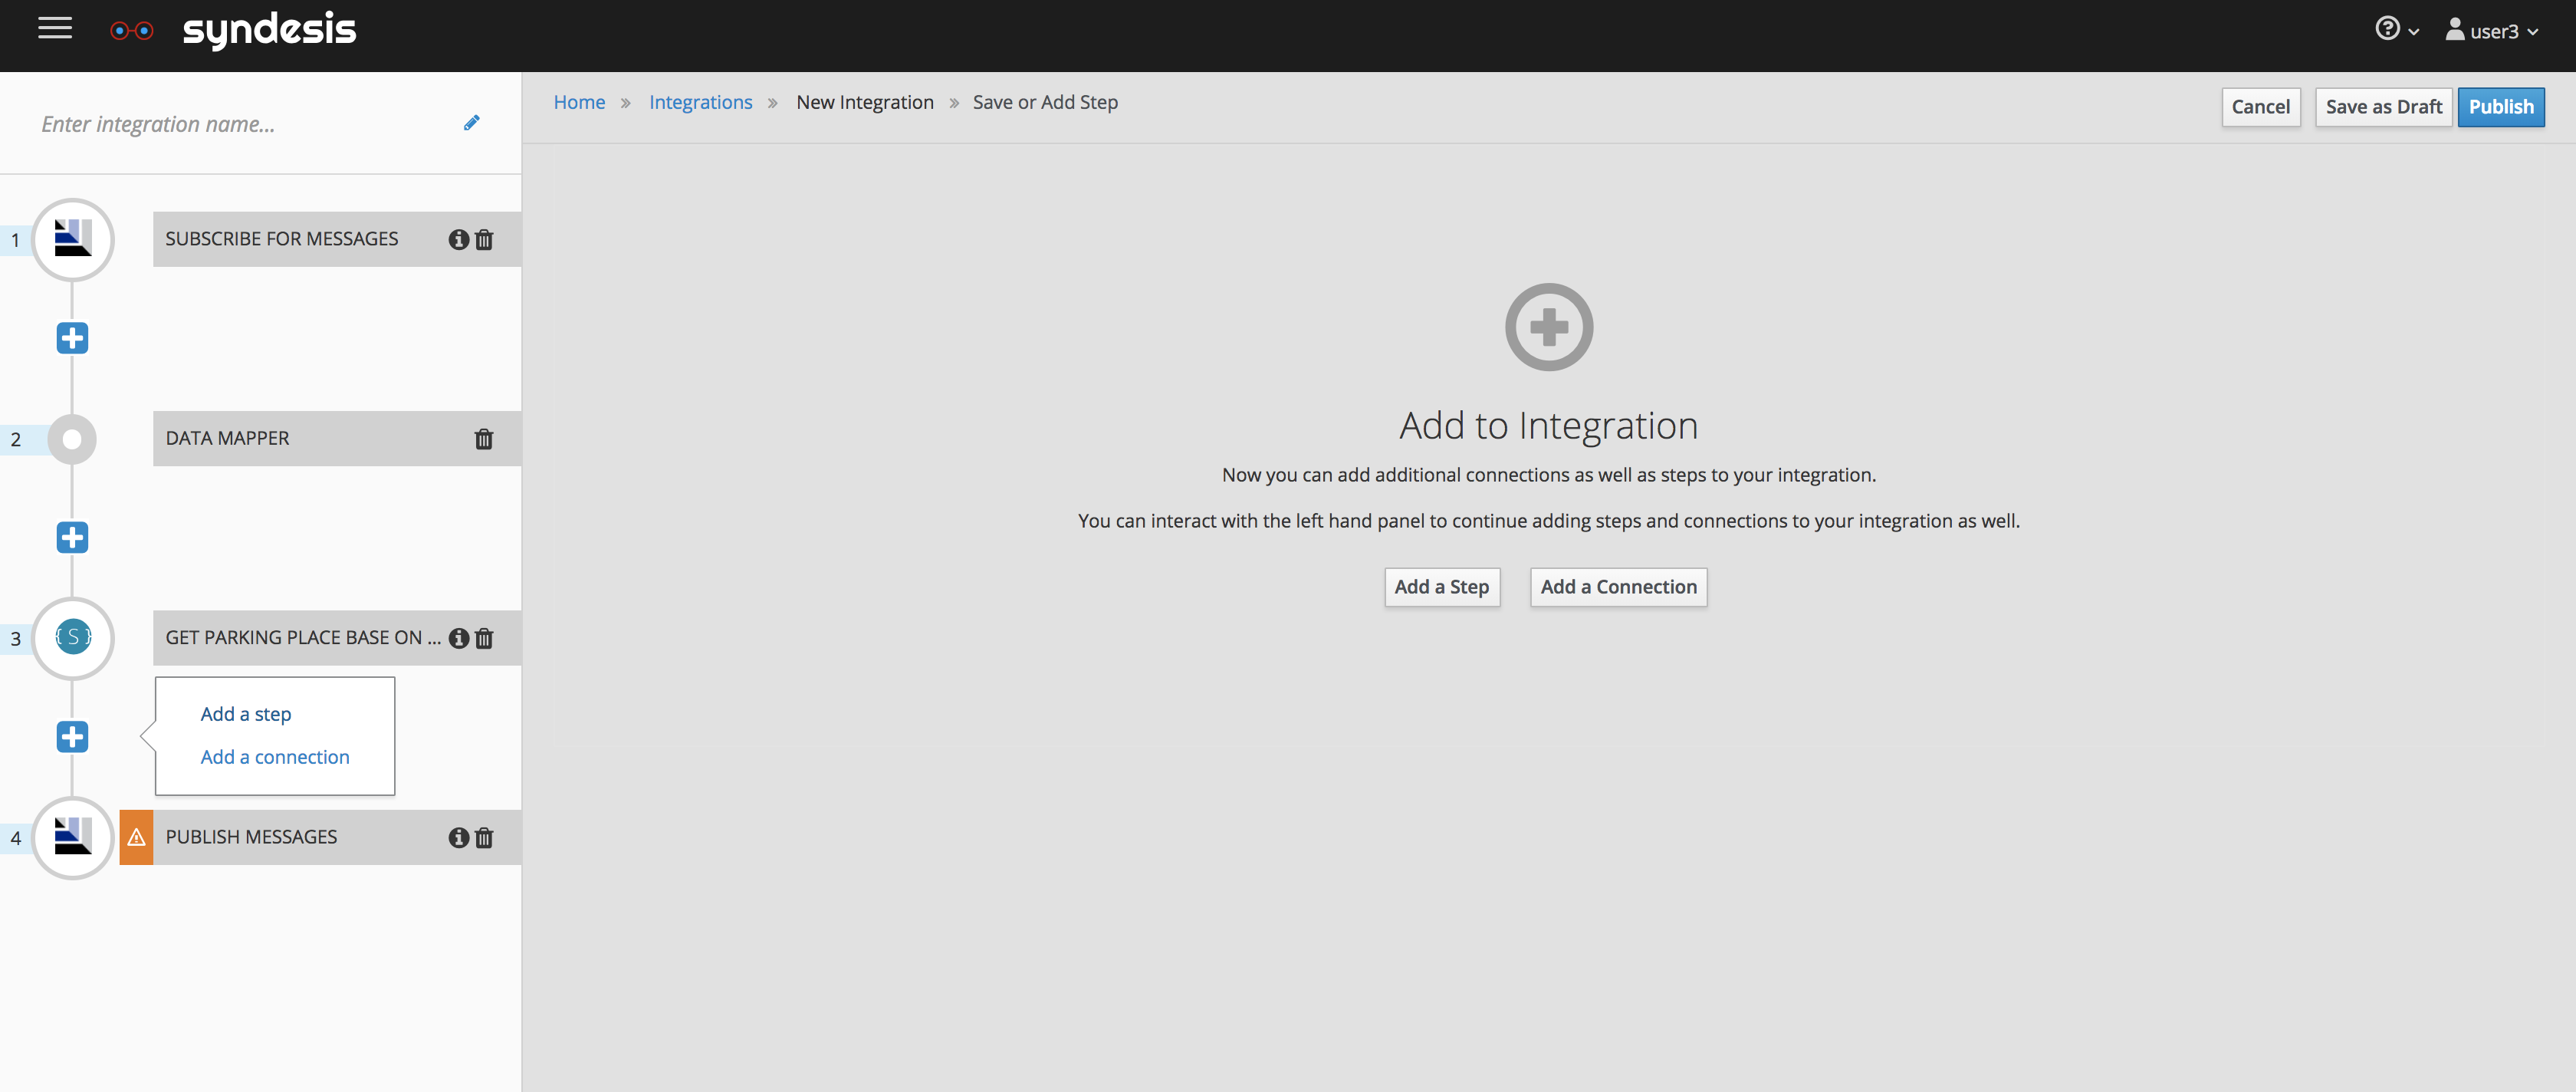 syndesis
user3
Enter integration name...
Home » Integrations » New Integration » Save or Add Step
Cancel
Save as Draft
Publish
1
SUBSCRIBE FOR MESSAGES
2
DATA MAPPER
3
{ S }
GET PARKING PLACE BASE ON ...
Add a step
Add a connection
4
PUBLISH MESSAGES
Add to Integration
Now you can add additional connections as well as steps to your integration.
You can interact with the left hand panel to continue adding steps and connections to your integration as well.
Add a Step
Add a Connection